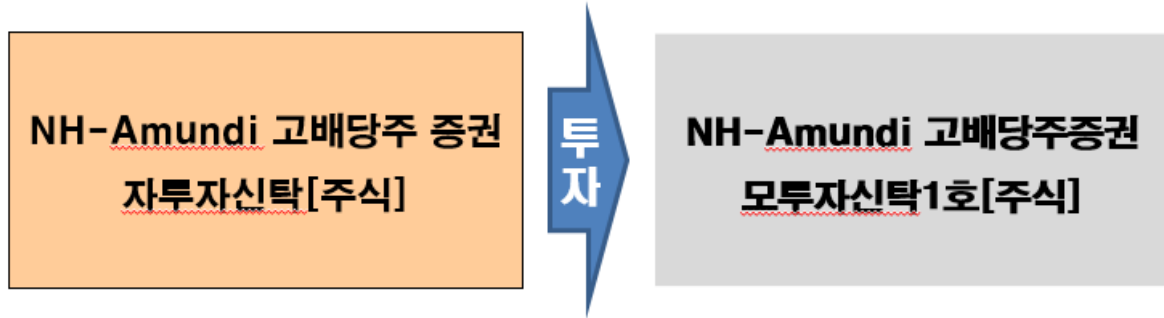 NH-Amundi 고배당주 증권
자투자신탁[주식]
투
자
NH-Amundi 고배당주증권
모투자신탁1호[주식]